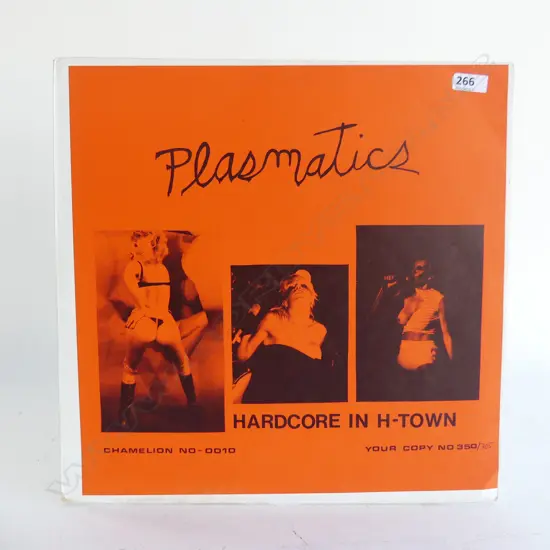 266
Plasmatics
HARDCORE IN H-TOWN
CHAMELION NO-0010
YOUR COPY NO 350/